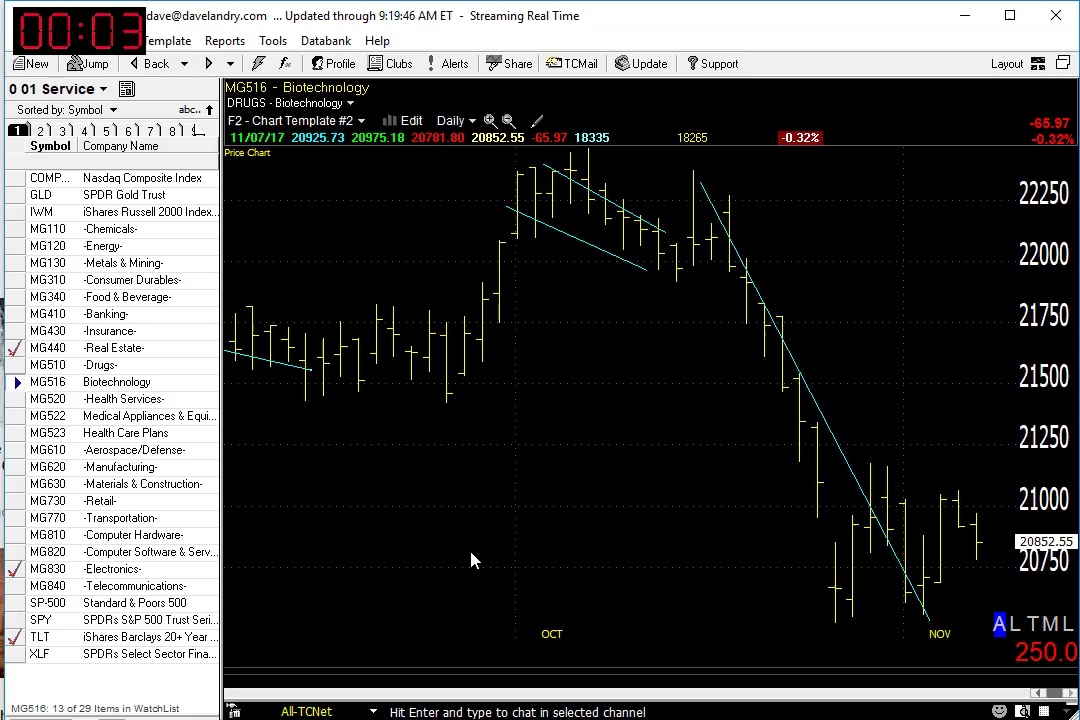 00:03
dave@davelandry.com ... Updated through 9:19:46 AM ET - Streaming Real Time
Template Reports Tools Databank Help
New Jump Back Profile Clubs Alerts Share TCMail Update Support Layout
0 01 Service
Sorted by: Symbol abc..
1 2 3 4 5 6 7 8
Symbol Company Name
COMP... Nasdaq Composite Index
GLD SPDR Gold Trust
IWM iShares Russell 2000 Index...
MG110 -Chemicals-
MG120 -Energy-
MG130 -Metals & Mining-
MG310 -Consumer Durables-
MG340 -Food & Beverage-
MG410 -Banking-
MG430 -Insurance-
MG440 -Real Estate-
MG510 -Drugs-
MG516 Biotechnology
MG520 -Health Services-
MG522 Medical Appliances & Equi...
MG523 Health Care Plans
MG610 -Aerospace/Defense-
MG620 -Manufacturing-
MG630 -Materials & Construction-
MG730 -Retail-
MG770 -Transportation-
MG810 -Computer Hardware-
MG820 -Computer Software & Serv...
MG830 -Electronics-
MG840 -Telecommunications-
SP-500 Standard & Poors 500
SPY SPDRs S&P 500 Trust Seri...
TLT iShares Barclays 20+ Year ...
XLF SPDRs Select Sector Fina...
MG516: 13 of 29 Items in WatchList
MG516 - Biotechnology
DRUGS - Biotechnology
F2 - Chart Template #2 Edit Daily
11/07/17 20925.73 20975.18 20781.80 20852.55 -65.97 18335 18265 -0.32%
-65.97
-0.32%
Price Chart
22250
22000
21750
21500
21250
21000
20852.55
20750
OCT NOV
A L T M L
250.0
All-TCNet Hit Enter and type to chat in selected channel